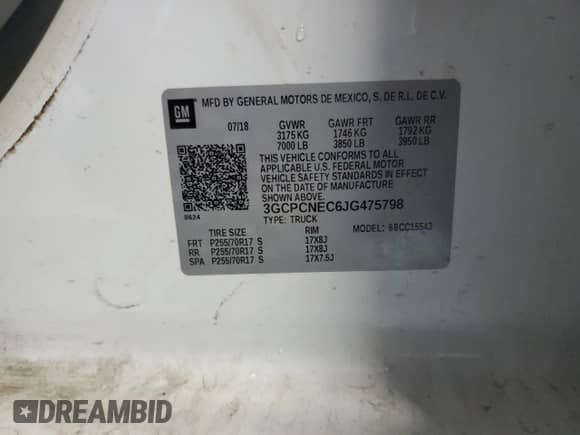 GM
MFD BY GENERAL MOTORS DE MEXICO, S. DE R.L. DE C.V.
07/18 GVWR GAWR FRT GAWR RR
3175 KG 1746 KG 1792 KG
7000 LB 3850 LB 3950 LB
THIS VEHICLE CONFORMS TO ALL
APPLICABLE U.S. FEDERAL MOTOR
VEHICLE SAFETY STANDARDS IN EFFECT
ON THE DATE OF MANUFACTURE SHOWN ABOVE.
3GCPCNEC6JG475798
0624
TYPE: TRUCK MODEL:
TIRE SIZE RIM
FRT P255/70R17 S 17X8J
RR P255/70R17 S 17X8J
SPA P255/70R17 S 17X7.5J
DREAMBID